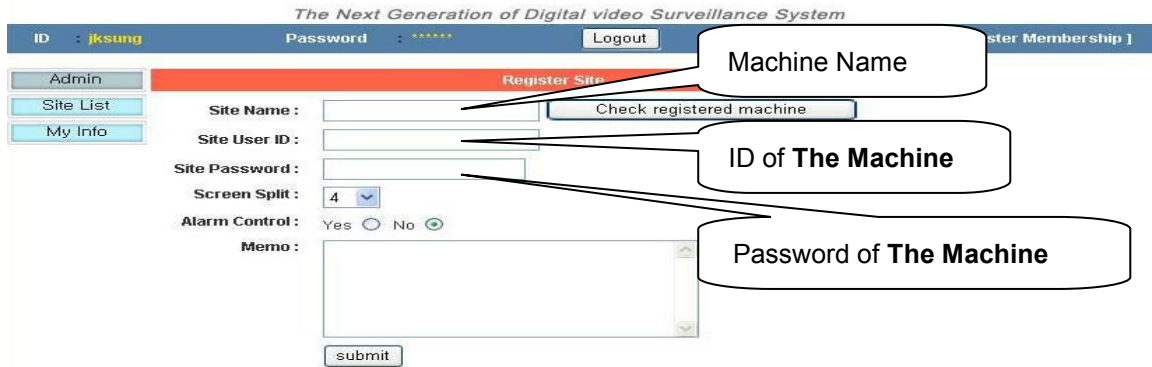 The Next Generation of Digital video Surveillance System
ID : jksung Password : ****** Logout ster Membership ]
Machine Name
Admin Register Site
Site List Site Name : Check registered machine
My Info Site User ID :
ID of The Machine
Site Password :
Screen Split : 4
Alarm Control : Yes No
Password of The Machine
Memo :
submit